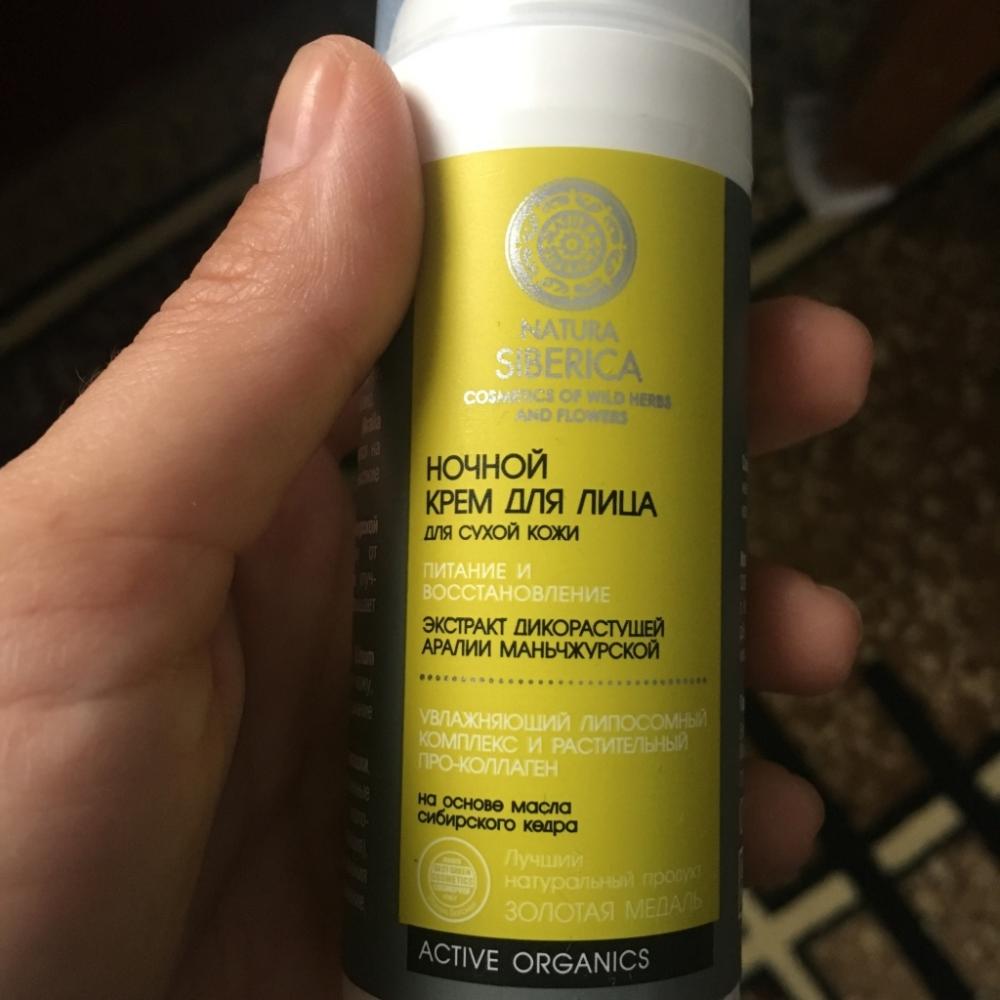 NATURA
SIBERICA
COSMETICS OF WILD HERBS
AND FLOWERS
НОЧНОЙ
КРЕМ ДЛЯ ЛИЦА
ДЛЯ СУХОЙ КОЖИ
ПИТАНИЕ И
ВОССТАНОВЛЕНИЕ
ЭКСТРАКТ ДИКОРАСТУЩЕЙ
АРАЛИИ МАНЬЧЖУРСКОЙ
УВЛАЖНЯЮЩИЙ ЛИПОСОМНЫЙ
КОМПЛЕКС И РАСТИТЕЛЬНЫЙ
ПРО-КОЛЛАГЕН
на основе масла
сибирского кедра
Лучший
натуральный продукт
ЗОЛОТАЯ МЕДАЛЬ
ACTIVE ORGANICS